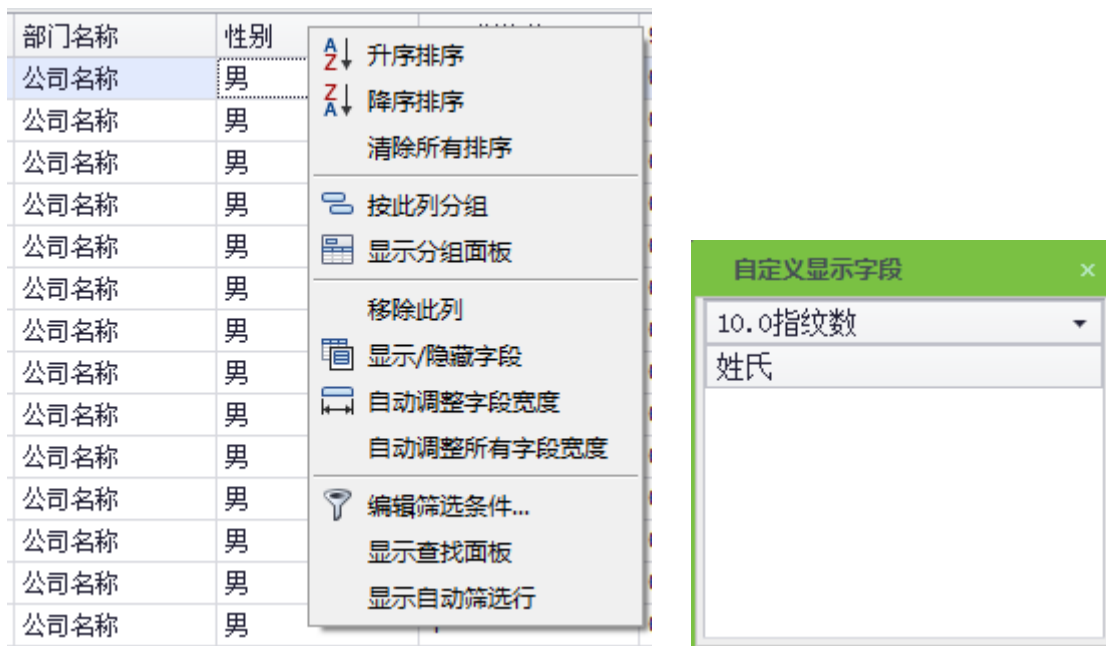 部门名称 性别
公司名称 男
公司名称 男
公司名称 男
公司名称 男
公司名称 男
公司名称 男
公司名称 男
公司名称 男
公司名称 男
公司名称 男
公司名称 男
公司名称 男
公司名称 男
公司名称 男
升序排序
降序排序
清除所有排序
按此列分组
显示分组面板
移除此列
显示/隐藏字段
自动调整字段宽度
自动调整所有字段宽度
编辑筛选条件...
显示查找面板
显示自动筛选行
自定义显示字段
10.0指纹数
姓氏